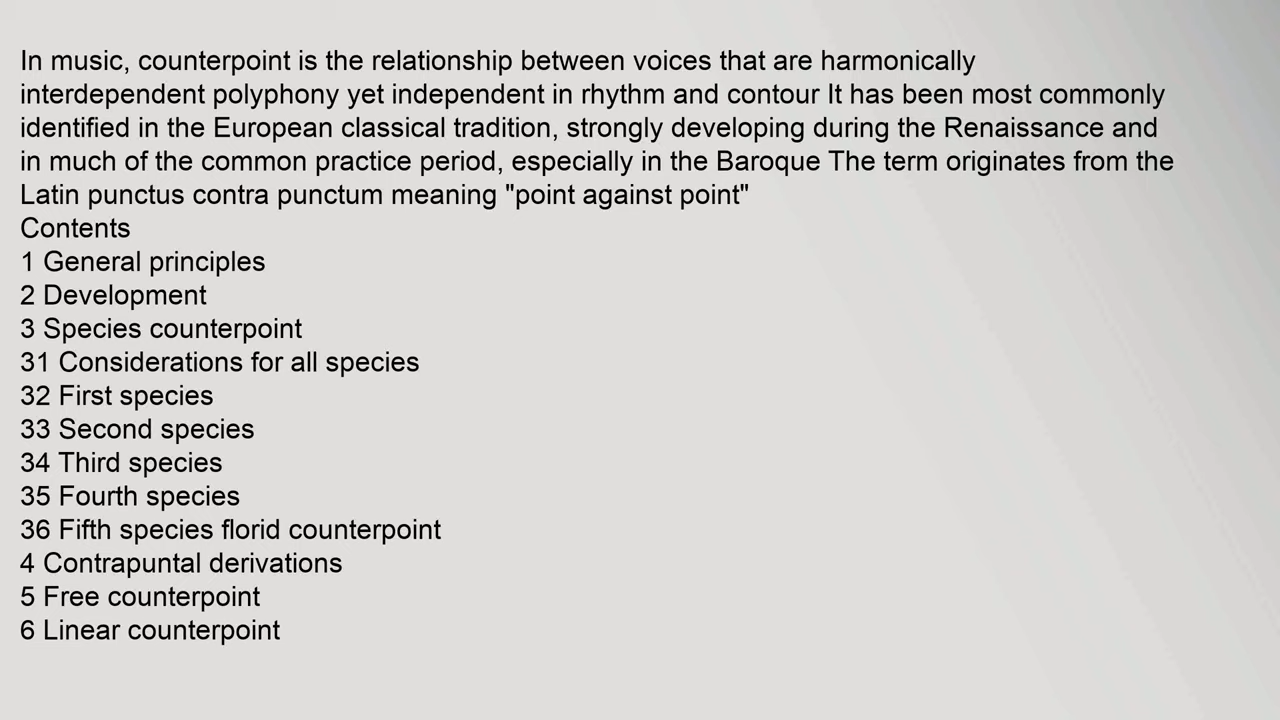 In music, counterpoint is the relationship between voices that are harmonically
interdependent polyphony yet independent in rhythm and contour It has been most commonly
identified in the European classical tradition, strongly developing during the Renaissance and
in much of the common practice period, especially in the Baroque The term originates from the
Latin punctus contra punctum meaning "point against point"
Contents
1 General principles
2 Development
3 Species counterpoint
31 Considerations for all species
32 First species
33 Second species
34 Third species
35 Fourth species
36 Fifth species florid counterpoint
4 Contrapuntal derivations
5 Free counterpoint
6 Linear counterpoint